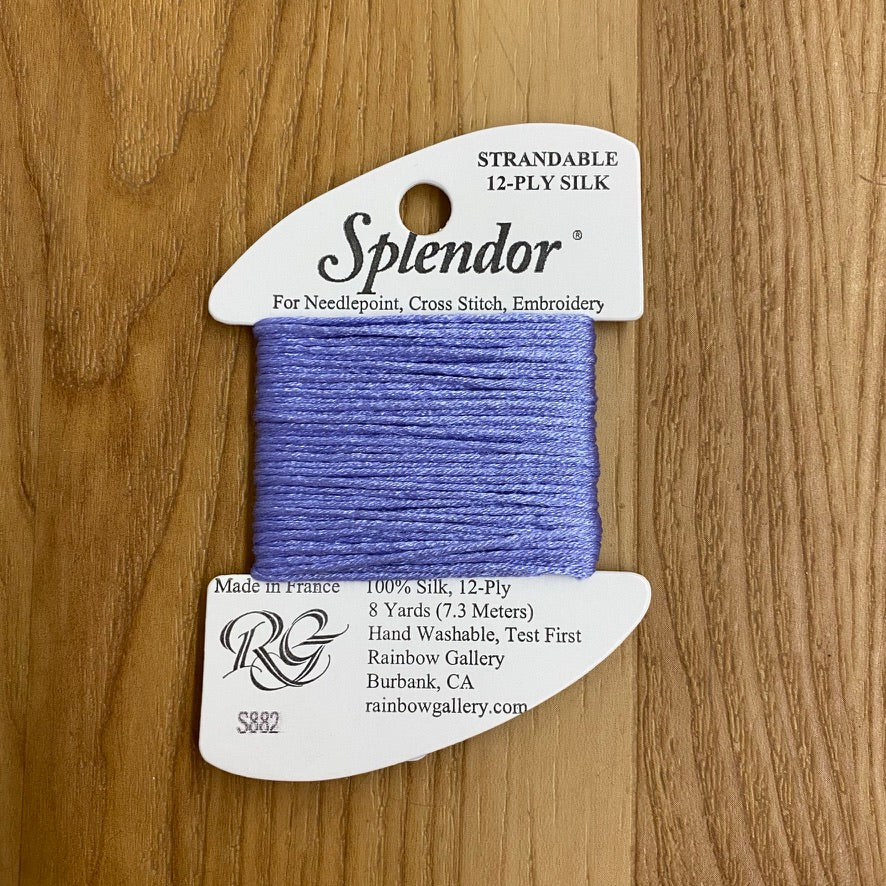 STRANDABLE
12-PLY SILK
Splendor ®
For Needlepoint, Cross Stitch, Embroidery
Made in France
100% Silk, 12-Ply
8 Yards (7.3 Meters)
Hand Washable, Test First
Rainbow Gallery
Burbank, CA
rainbowgallery.com
RG
S882